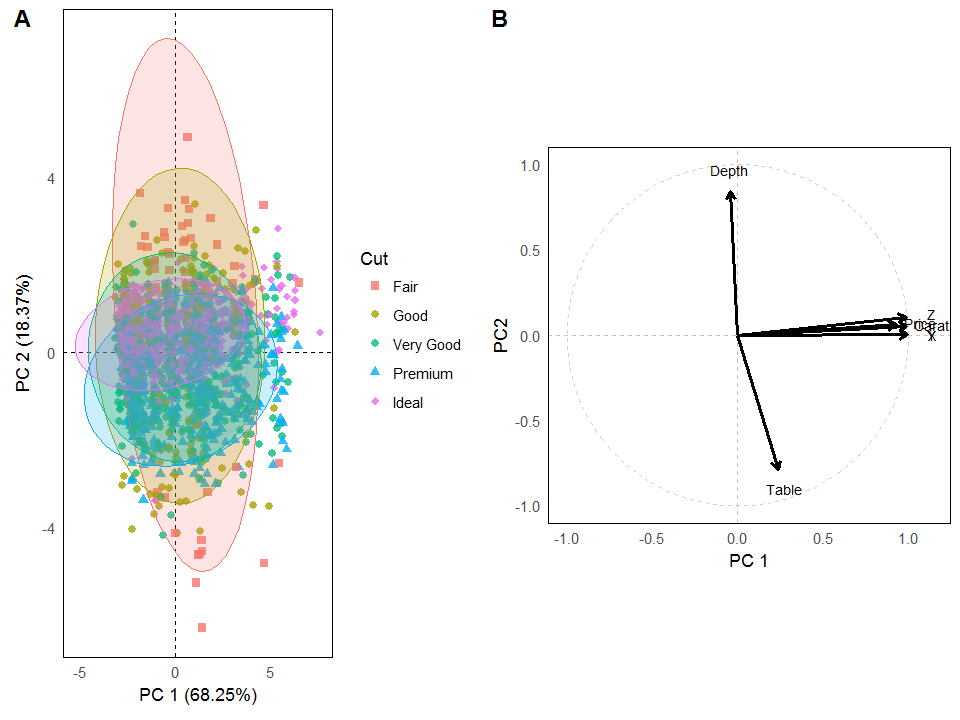 A
B
4
0
-4
-5
0
5
PC 1 (68.25%)
PC 2 (18.37%)
Cut
Fair
Good
Very Good
Premium
Ideal
1.0
0.5
0.0
-0.5
-1.0
-1.0
-0.5
0.0
0.5
1.0
PC 1
PC2
Depth
Z
Carat
Table